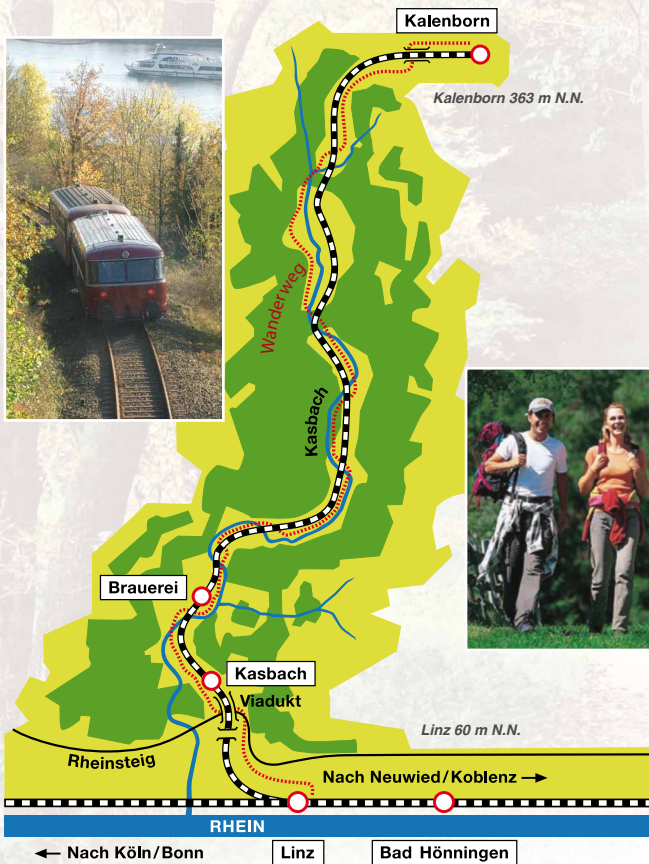 Kalenborn
Kalenborn 363 m N.N.
Wanderweg
Kasbach
Brauerei
Kasbach
Viadukt
Linz 60 m N.N.
Rheinsteig
Nach Neuwied/Koblenz →
RHEIN
← Nach Köln/Bonn
Linz
Bad Hönningen